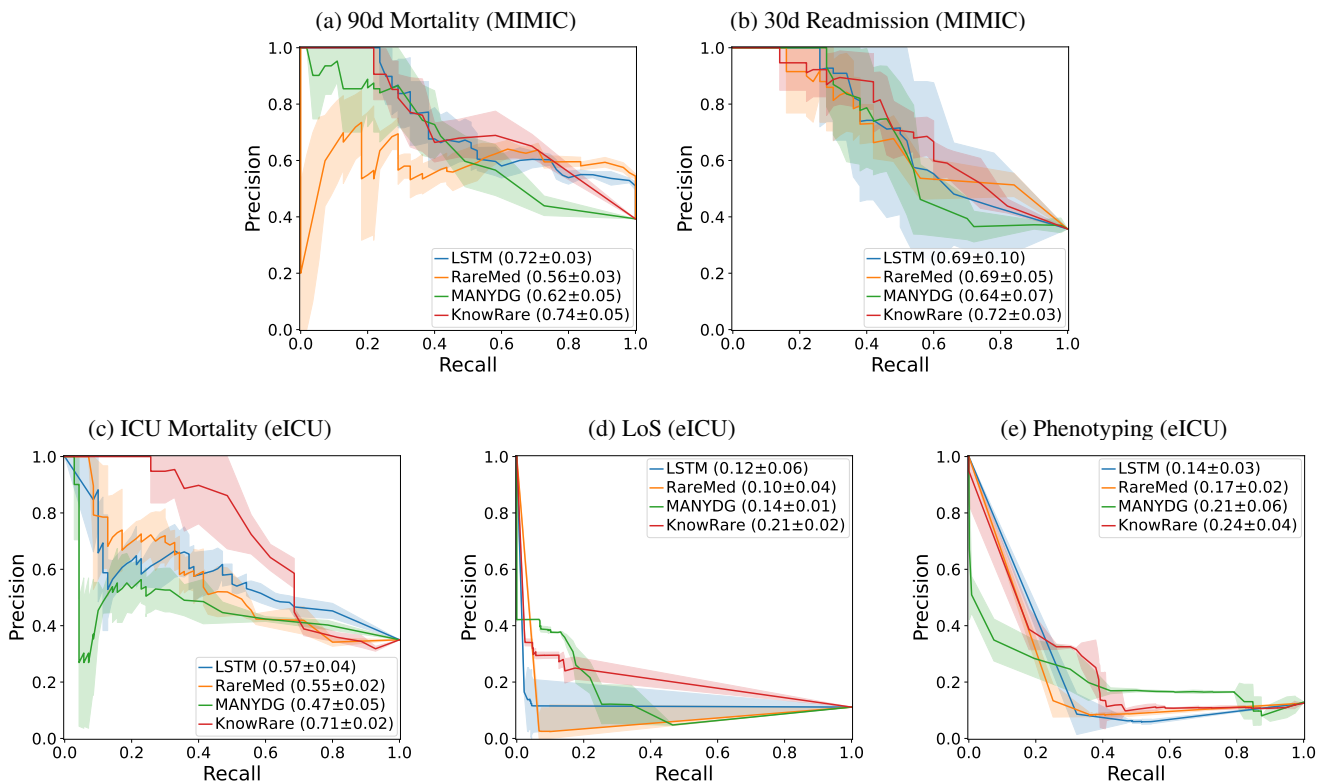 (a) 90d Mortality (MIMIC)
1.0
0.8
0.6
0.4
0.2
0.0
Precision
LSTM (0.72±0.03)
RareMed (0.56±0.03)
MANYDG (0.62±0.05)
KnowRare (0.74±0.05)
0.0 0.2 0.4 0.6 0.8 1.0
Recall
(b) 30d Readmission (MIMIC)
1.0
0.8
0.6
0.4
0.2
0.0
Precision
LSTM (0.69±0.10)
RareMed (0.69±0.05)
MANYDG (0.64±0.07)
KnowRare (0.72±0.03)
0.0 0.2 0.4 0.6 0.8 1.0
Recall
(c) ICU Mortality (eICU)
1.0
0.8
0.6
0.4
0.2
0.0
Precision
LSTM (0.57±0.04)
RareMed (0.55±0.02)
MANYDG (0.47±0.05)
KnowRare (0.71±0.02)
0.0 0.2 0.4 0.6 0.8 1.0
Recall
(d) LoS (eICU)
1.0
0.8
0.6
0.4
0.2
0.0
Precision
LSTM (0.12±0.06)
RareMed (0.10±0.04)
MANYDG (0.14±0.01)
KnowRare (0.21±0.02)
0.0 0.2 0.4 0.6 0.8 1.0
Recall
(e) Phenotyping (eICU)
1.0
0.8
0.6
0.4
0.2
0.0
Precision
LSTM (0.14±0.03)
RareMed (0.17±0.02)
MANYDG (0.21±0.06)
KnowRare (0.24±0.04)
0.0 0.2 0.4 0.6 0.8 1.0
Recall